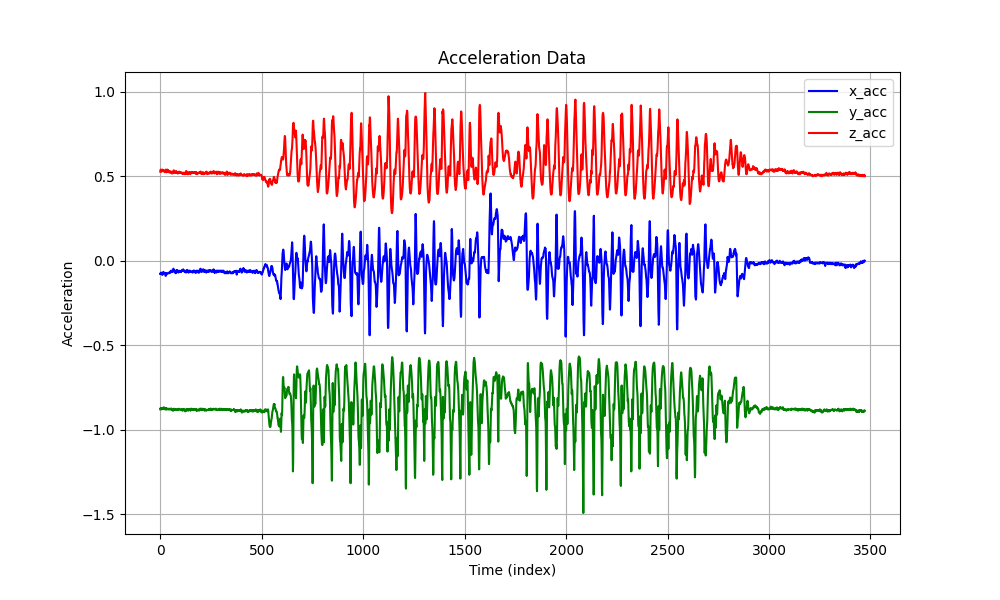 Acceleration Data
x_acc
y_acc
z_acc
Acceleration
1.0
0.5
0.0
−0.5
−1.0
−1.5
0 500 1000 1500 2000 2500 3000 3500
Time (index)